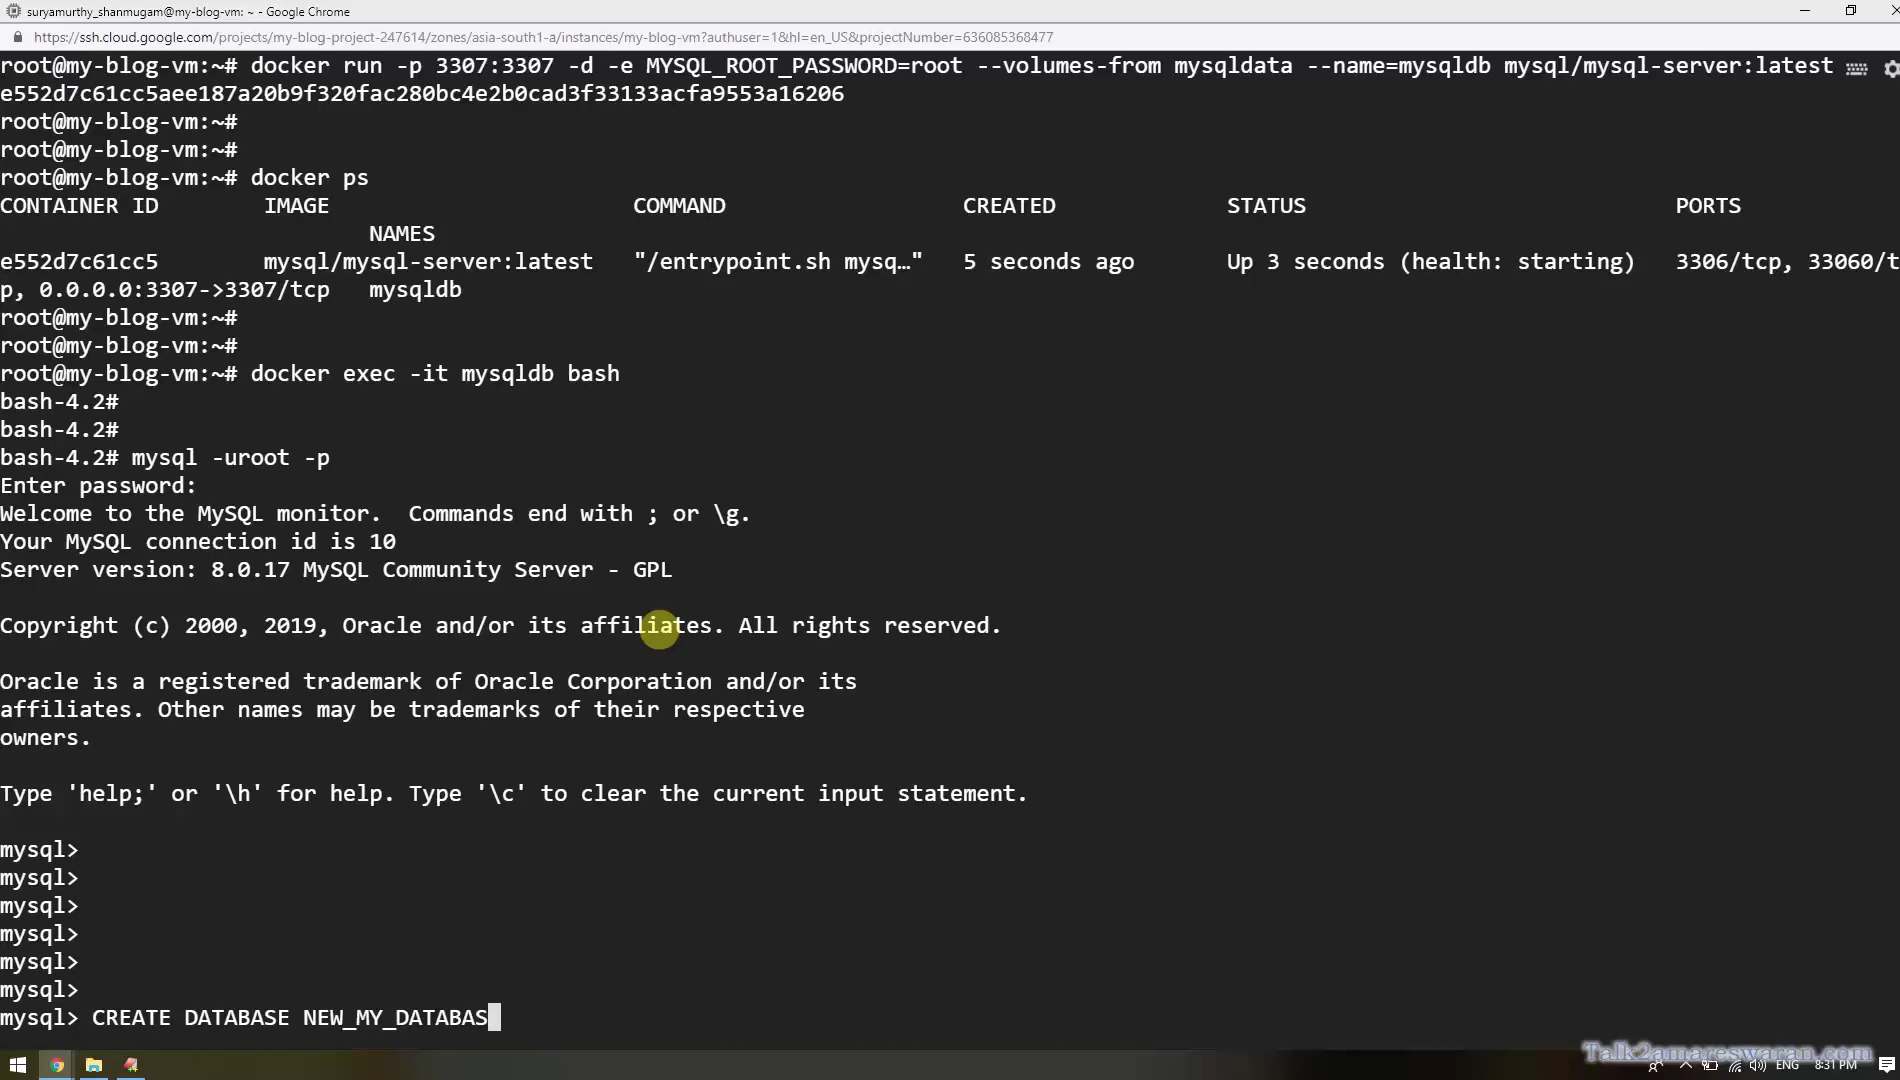 suryamurthy_shanmugam@my-blog-vm: ~ - Google Chrome
https://ssh.cloud.google.com/projects/my-blog-project-247614/zones/asia-south1-a/instances/my-blog-vm?authuser=1&hl=en_US&projectNumber=636085368477
root@my-blog-vm:~# docker run -p 3307:3307 -d -e MYSQL_ROOT_PASSWORD=root --volumes-from mysqldata --name=mysqldb mysql/mysql-server:latest
e552d7c61cc5aee187a20b9f320fac280bc4e2b0cad3f33133acfa9553a16206
root@my-blog-vm:~#
root@my-blog-vm:~#
root@my-blog-vm:~# docker ps
CONTAINER ID IMAGE COMMAND CREATED STATUS PORTS
NAMES
e552d7c61cc5 mysql/mysql-server:latest "/entrypoint.sh mysq…" 5 seconds ago Up 3 seconds (health: starting) 3306/tcp, 33060/t
p, 0.0.0.0:3307->3307/tcp mysqldb
root@my-blog-vm:~#
root@my-blog-vm:~#
root@my-blog-vm:~# docker exec -it mysqldb bash
bash-4.2#
bash-4.2#
bash-4.2# mysql -uroot -p
Enter password:
Welcome to the MySQL monitor.  Commands end with ; or \g.
Your MySQL connection id is 10
Server version: 8.0.17 MySQL Community Server - GPL
Copyright (c) 2000, 2019, Oracle and/or its affiliates. All rights reserved.
Oracle is a registered trademark of Oracle Corporation and/or its
affiliates. Other names may be trademarks of their respective
owners.
Type 'help;' or '\h' for help. Type '\c' to clear the current input statement.
mysql>
mysql>
mysql>
mysql>
mysql>
mysql>
mysql> CREATE DATABASE NEW_MY_DATABAS
Talk2amareswaran.com
ENG 8:31 PM